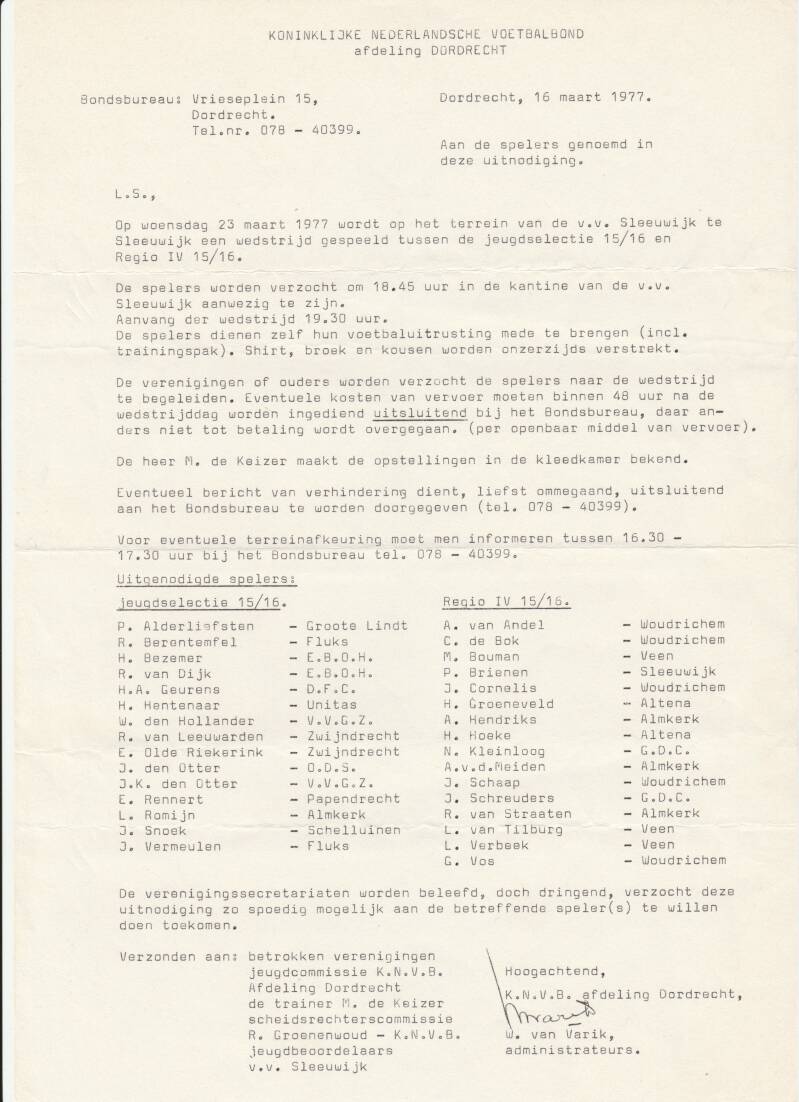 KONINKLIJKE NEDERLANDSCHE VOETBALBOND
afdeling DORDRECHT
Bondsbureau: Vrieseplein 15,
Dordrecht.
Tel.nr. 078 - 40399.
Dordrecht, 16 maart 1977.
Aan de spelers genoemd in
deze uitnodiging.
L.S.,
Op woensdag 23 maart 1977 wordt op het terrein van de v.v. Sleeuwijk te
Sleeuwijk een wedstrijd gespeeld tussen de jeugdselectie 15/16 en
Regio IV 15/16.
De spelers worden verzocht om 18.45 uur in de kantine van de v.v.
Sleeuwijk aanwezig te zijn.
Aanvang der wedstrijd 19.30 uur.
De spelers dienen zelf hun voetbaluitrusting mede te brengen (incl.
trainingspak). Shirt, broek en kousen worden onzerzijds verstrekt.
De verenigingen of ouders worden verzocht de spelers naar de wedstrijd
te begeleiden. Eventuele kosten van vervoer moeten binnen 48 uur na de
wedstrijddag worden ingediend uitsluitend bij het Bondsbureau, daar an-
ders niet tot betaling wordt overgegaan. (per openbaar middel van vervoer).
De heer M. de Keizer maakt de opstellingen in de kleedkamer bekend.
Eventueel bericht van verhindering dient, liefst ommegaand, uitsluitend
aan het Bondsbureau te worden doorgegeven (tel. 078 - 40399).
Voor eventuele terreinafkeuring moet men informeren tussen 16.30 -
17.30 uur bij het Bondsbureau tel. 078 - 40399.
Uitgenodigde spelers:
jeugdselectie 15/16.
P. Alderliefsten - Groote Lindt
R. Berentemfel - Fluks
H. Bezemer - E.B.O.H.
R. van Dijk - E.B.O.H.
H.A. Geurens - D.F.C.
H. Hentenaar - Unitas
W. den Hollander - V.V.G.Z.
R. van Leeuwarden - Zwijndrecht
E. Olde Riekerink - Zwijndrecht
J. den Otter - O.D.S.
J.K. den Otter - V.V.G.Z.
E. Rennert - Papendrecht
L. Romijn - Almkerk
J. Snoek - Schelluinen
J. Vermeulen - Fluks
Regio IV 15/16.
A. van Andel - Woudrichem
C. de Bok - Woudrichem
M. Bouman - Veen
P. Brienen - Sleeuwijk
J. Cornelis - Woudrichem
H. Groeneveld - Altena
A. Hendriks - Almkerk
H. Hoeke - Altena
N. Kleinloog - G.D.C.
A.v.d.Meiden - Almkerk
J. Schaap - Woudrichem
J. Schreuders - G.D.C.
R. van Straaten - Almkerk
L. van Tilburg - Veen
L. Verbeek - Veen
G. Vos - Woudrichem
De verenigingssecretariaten worden beleefd, doch dringend, verzocht deze
uitnodiging zo spoedig mogelijk aan de betreffende speler(s) te willen
doen toekomen.
Verzonden aan: betrokken verenigingen
jeugdcommissie K.N.V.B.
Afdeling Dordrecht
de trainer M. de Keizer
scheidsrechterscommissie
R. Groenenwoud - K.N.V.B.
jeugdbeoordelaars
v.v. Sleeuwijk
Hoogachtend,
K.N.V.B. afdeling Dordrecht,
W. van Varik,
administrateurs.